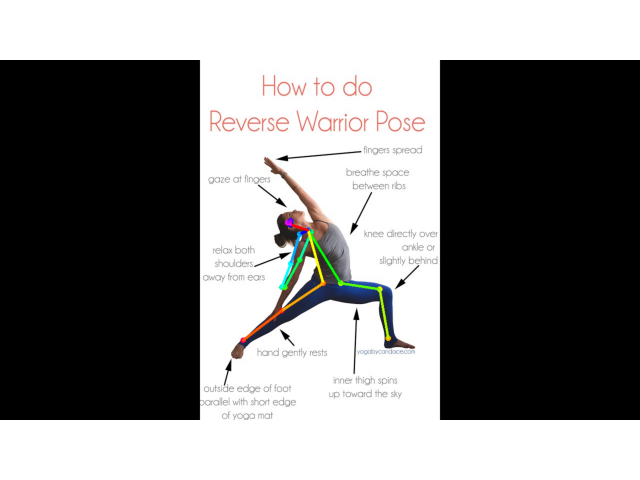 How to do
Reverse Warrior Pose
fingers spread
gaze at fingers
breathe space
between ribs
knee directly over
ankle or
slightly behind
relax both
shoulders
away from ears
hand gently rests
yogabycandace.com
inner thigh spins
up toward the sky
outside edge of foot
parallel with short edge
of yoga mat